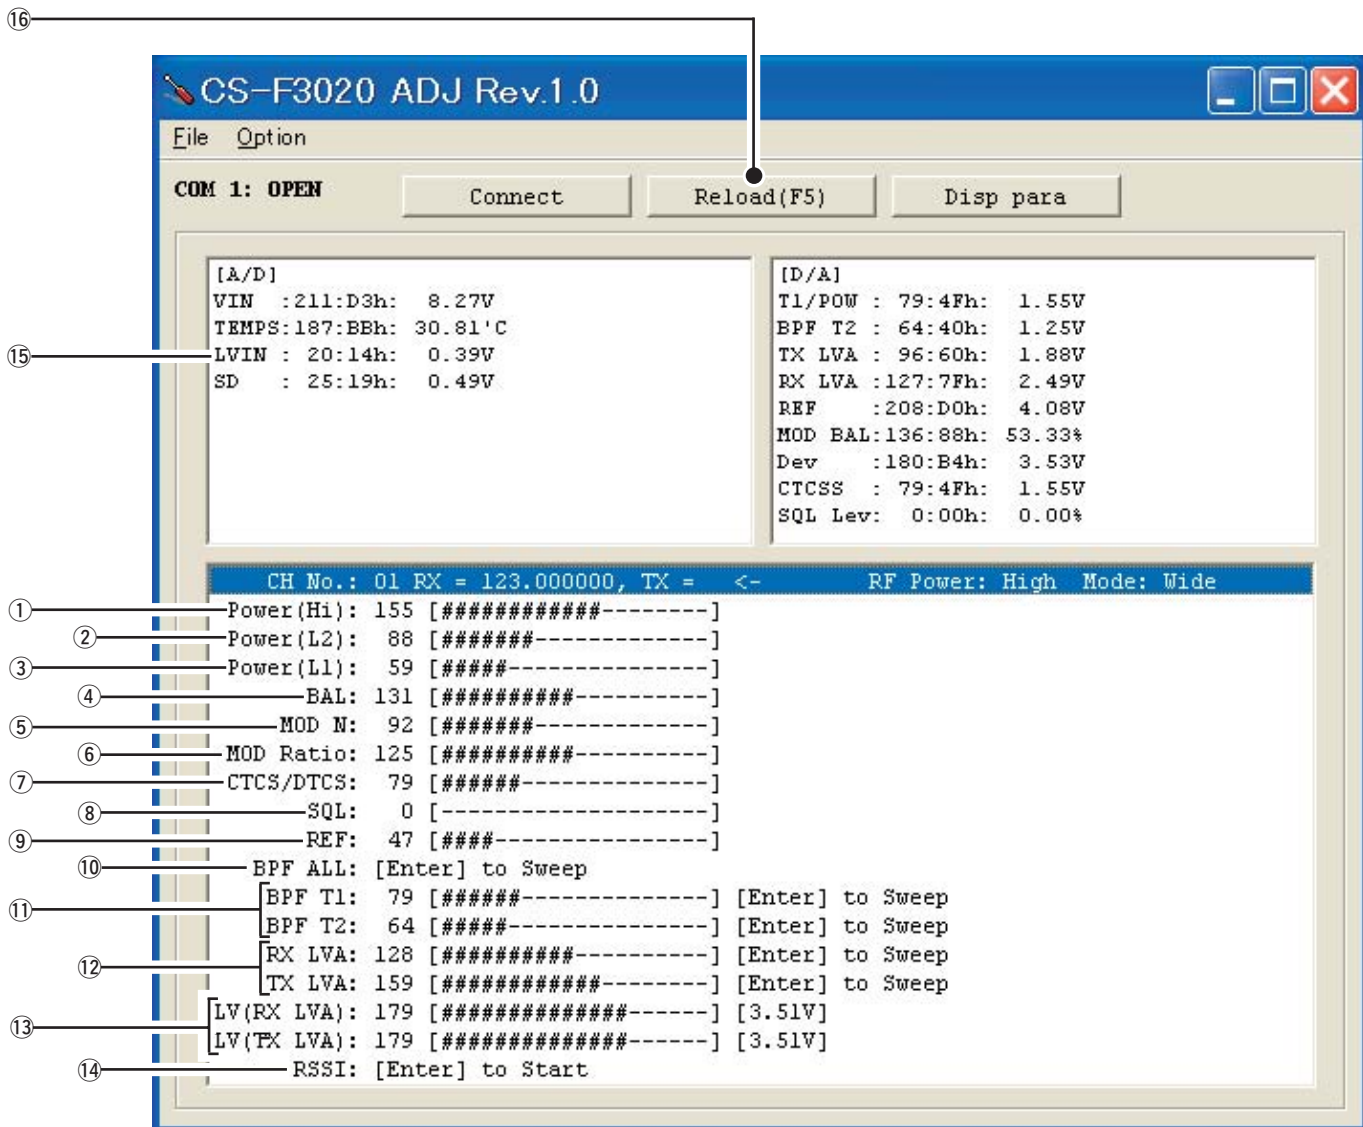 ⑯
CS-F3020 ADJ Rev.1.0
File Option
COM 1: OPEN Connect Reload(F5) Disp para
[A/D]
VIN :211:D3h: 8.27V
TEMPS:187:BBh: 30.81'C
⑮ LVIN : 20:14h: 0.39V
SD : 25:19h: 0.49V
[D/A]
T1/POW : 79:4Fh: 1.55V
BPF T2 : 64:40h: 1.25V
TX LVA : 96:60h: 1.88V
RX LVA :127:7Fh: 2.49V
REF :208:D0h: 4.08V
MOD BAL:136:88h: 53.33%
Dev :180:B4h: 3.53V
CTCSS : 79:4Fh: 1.55V
SQL Lev: 0:00h: 0.00%
CH No.: 01 RX = 123.000000, TX = <- RF Power: High Mode: Wide
① Power(Hi): 155 [############--------]
② Power(L2): 88 [#######-------------]
③ Power(L1): 59 [#####---------------]
④ BAL: 131 [##########----------]
⑤ MOD N: 92 [#######-------------]
⑥ MOD Ratio: 125 [##########----------]
⑦ CTCS/DTCS: 79 [######--------------]
⑧ SQL: 0 [--------------------]
⑨ REF: 47 [####----------------]
⑩ BPF ALL: [Enter] to Sweep
⑪ BPF T1: 79 [######--------------] [Enter] to Sweep
BPF T2: 64 [#####---------------] [Enter] to Sweep
⑫ RX LVA: 128 [##########----------] [Enter] to Sweep
TX LVA: 159 [############--------] [Enter] to Sweep
⑬ LV(RX LVA): 179 [##############------] [3.51V]
LV(TX LVA): 179 [##############------] [3.51V]
⑭ RSSI: [Enter] to Start